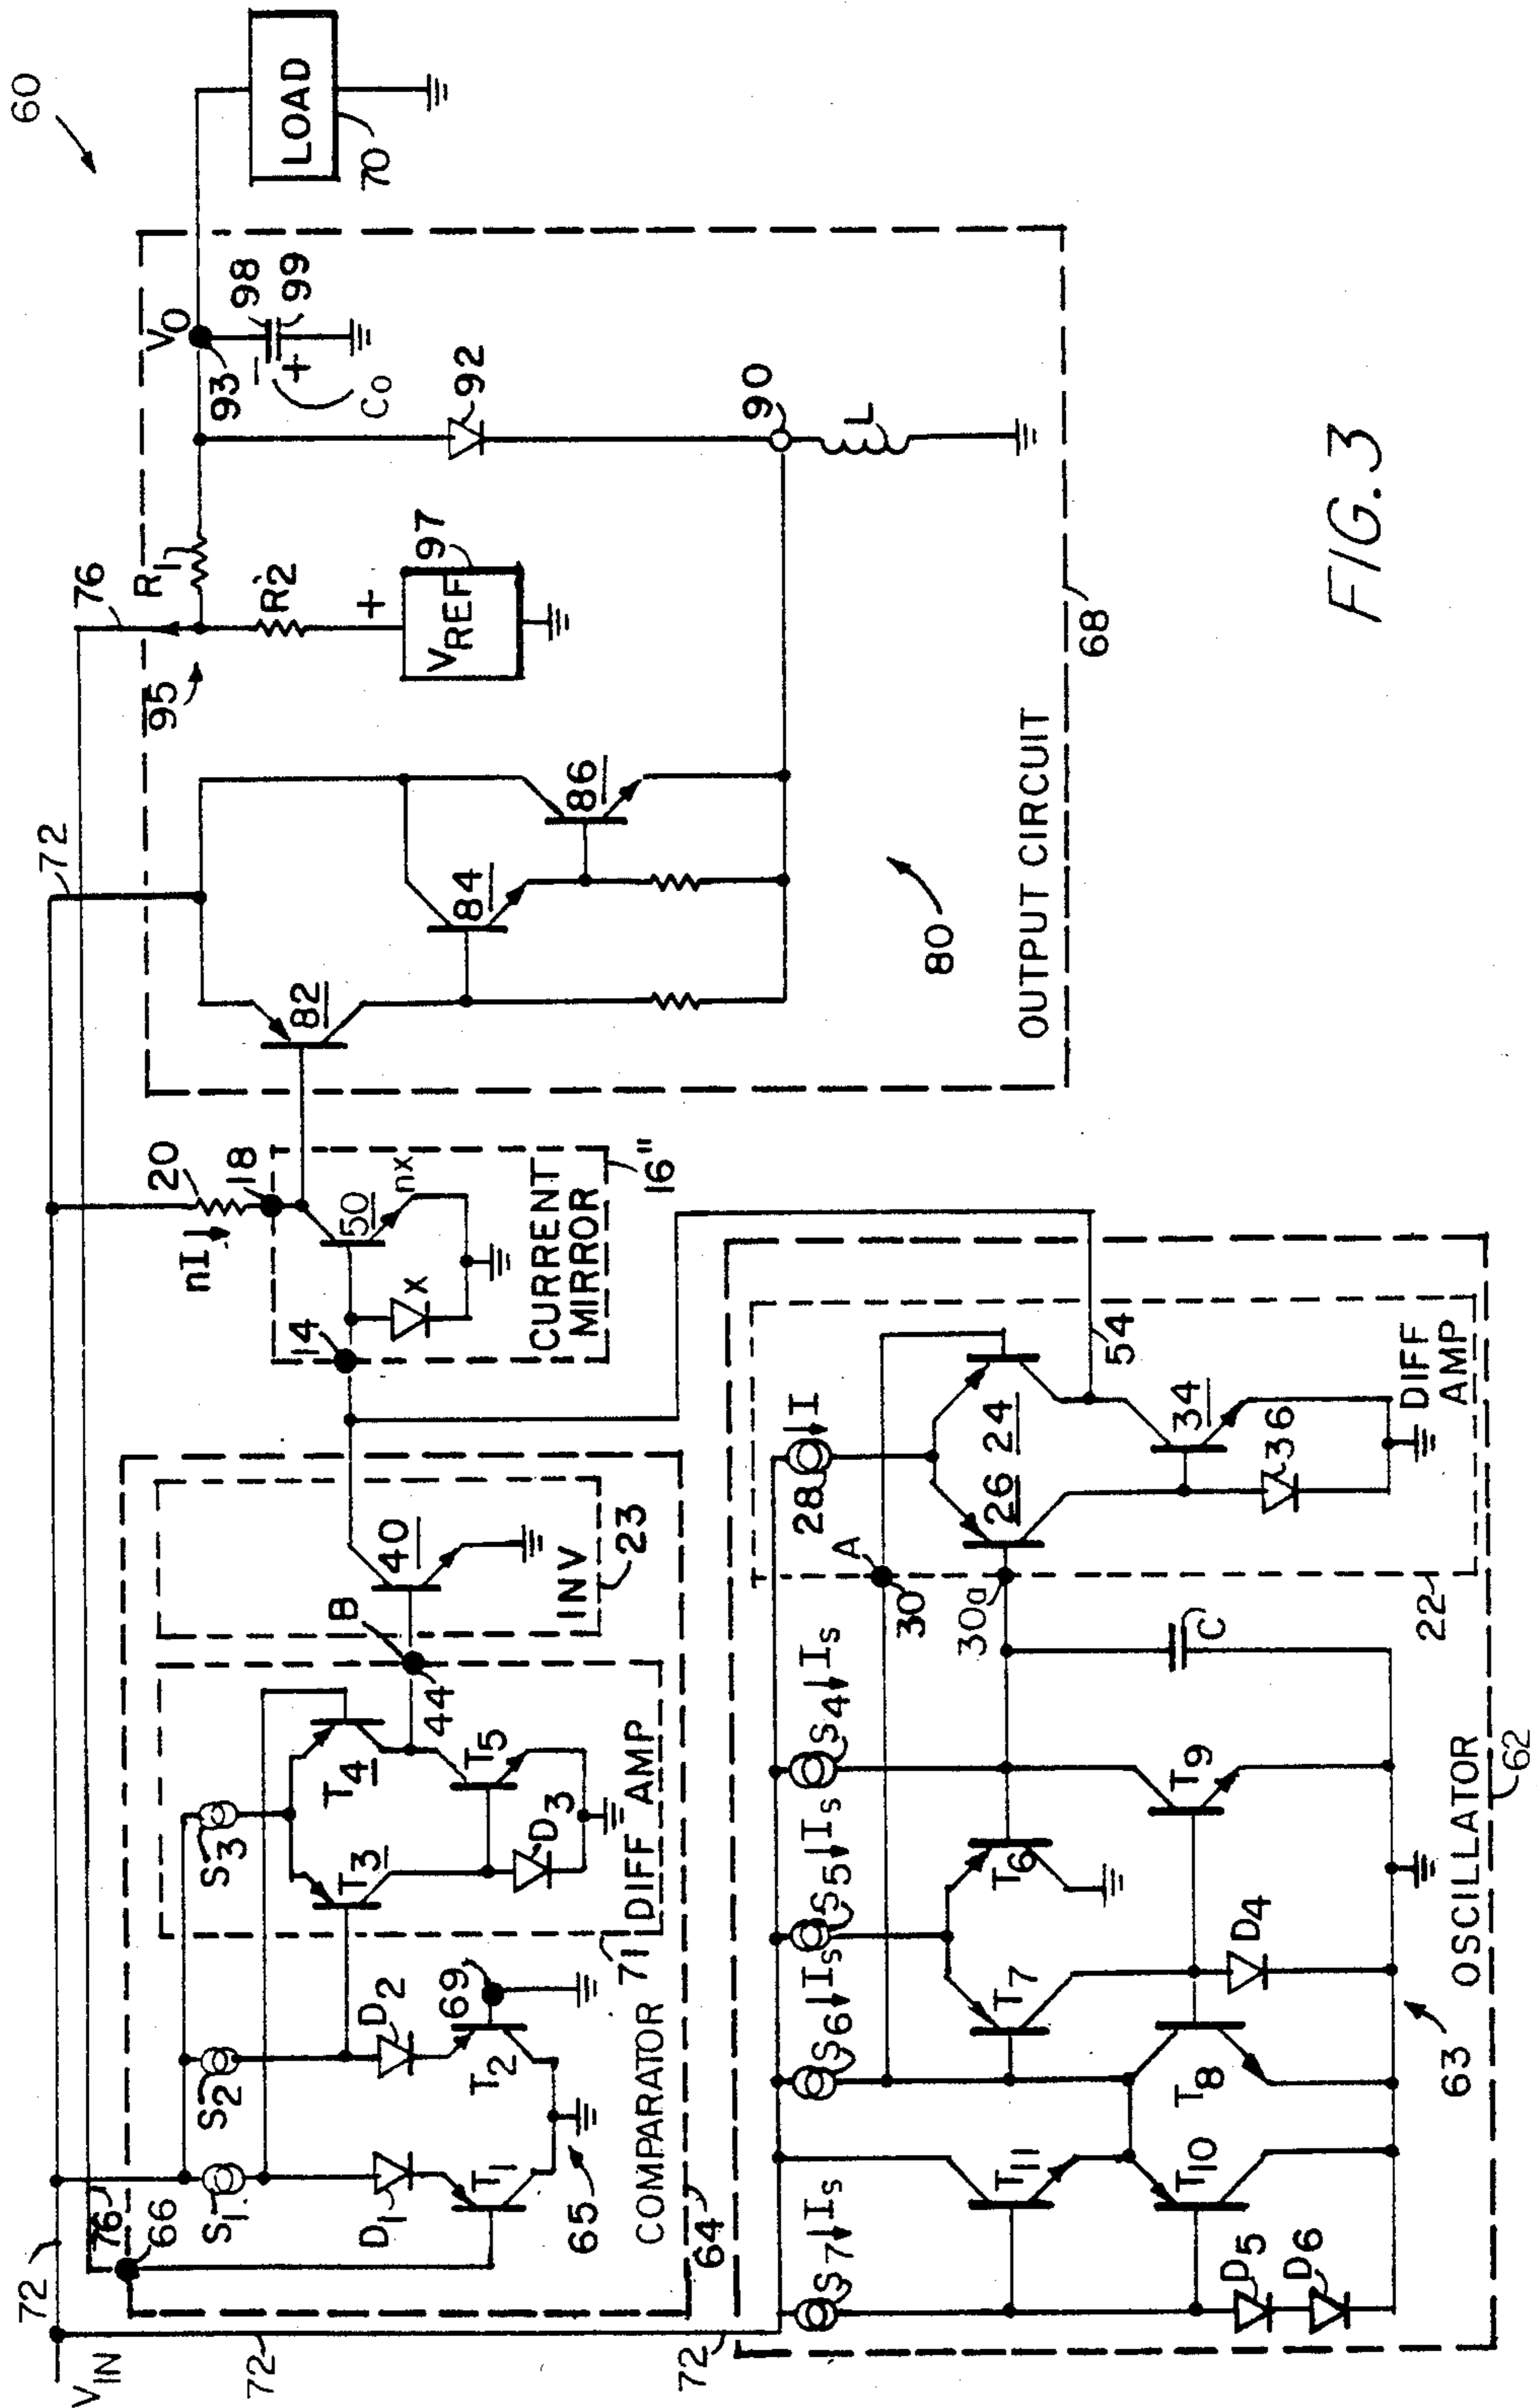 60
72
76
V_IN
72
72
72
76
66
S1
S2
S3
D1
D2
T1
T2
69
65
T3
T4
T5
D3
DIFF AMP
71
COMPARATOR
64
B
44
40
INV
23
14
X
50
nX
CURRENT
MIRROR
16"
nI
18
20
82
84
86
80
95
R1
R2
+
V_REF
97
VO
93
98
99
−
+
CO
92
90
L
OUTPUT CIRCUIT
68
LOAD
70
S7 IS
S6 IS
S5 IS
S4 IS
T11
T10
D5
D6
T8
T7
T6
D4
T9
C
63
OSCILLATOR
62
A
30
30a
28 I
26 24
34
36
54
DIFF
AMP
22
FIG.3